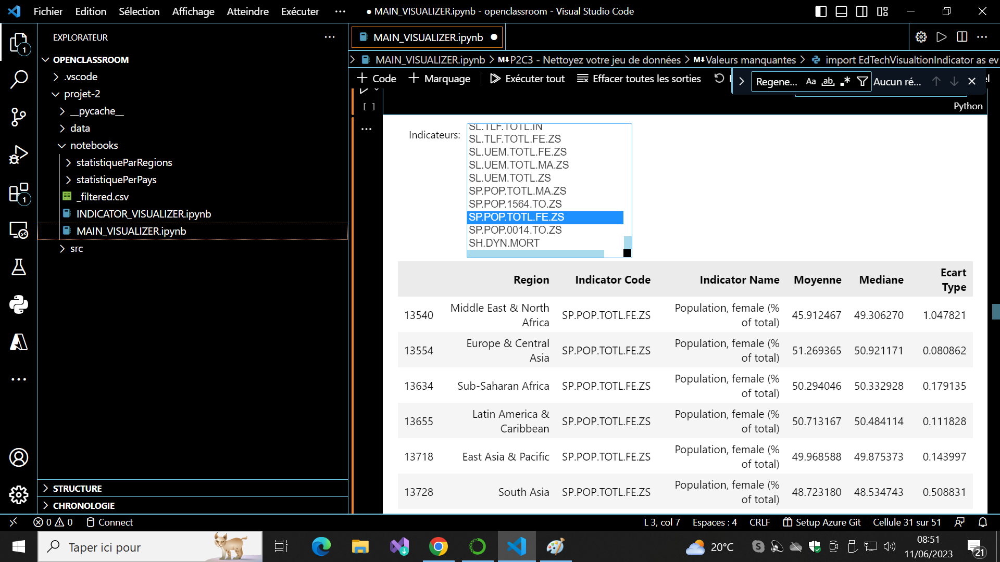 Fichier Edition Sélection Affichage Atteindre Exécuter ··· ● MAIN_VISUALIZER.ipynb - openclassroom - Visual Studio Code
EXPLORATEUR
OPENCLASSROOM
.vscode
projet-2
__pycache__
data
notebooks
statistiqueParRegions
statistiquePerPays
_filtered.csv
INDICATOR_VISUALIZER.ipynb
MAIN_VISUALIZER.ipynb
src
STRUCTURE
CHRONOLOGIE
1
1
MAIN_VISUALIZER.ipynb
MAIN_VISUALIZER.ipynb > M↓P2C3 - Nettoyez votre jeu de données > M↓Valeurs manquantes > import EdTechVisualtionIndicator as ev
+ Code + Marquage Exécuter tout Effacer toutes les sorties
Regene... Aa ab .* Aucun ré...
[ ]
Python
Indicateurs:
SL.TLF.TOTL.IN
SL.TLF.TOTL.FE.ZS
SL.UEM.TOTL.FE.ZS
SL.UEM.TOTL.MA.ZS
SL.UEM.TOTL.ZS
SP.POP.TOTL.MA.ZS
SP.POP.1564.TO.ZS
SP.POP.TOTL.FE.ZS
SP.POP.0014.TO.ZS
SH.DYN.MORT
Region Indicator Code Indicator Name Moyenne Mediane Ecart Type
13540 Middle East & North Africa SP.POP.TOTL.FE.ZS Population, female (% of total) 45.912467 49.306270 1.047821
13554 Europe & Central Asia SP.POP.TOTL.FE.ZS Population, female (% of total) 51.269365 50.921171 0.080862
13634 Sub-Saharan Africa SP.POP.TOTL.FE.ZS Population, female (% of total) 50.294046 50.332928 0.179135
13655 Latin America & Caribbean SP.POP.TOTL.FE.ZS Population, female (% of total) 50.713167 50.484114 0.111828
13718 East Asia & Pacific SP.POP.TOTL.FE.ZS Population, female (% of total) 49.968588 49.875373 0.143997
13728 South Asia SP.POP.TOTL.FE.ZS Population, female (% of total) 48.723180 48.534743 0.508831
0 0 Connect L 3, col 7 Espaces : 4 CRLF Setup Azure Git Cellule 31 sur 51
Taper ici pour 20°C 08:51
11/06/2023
21